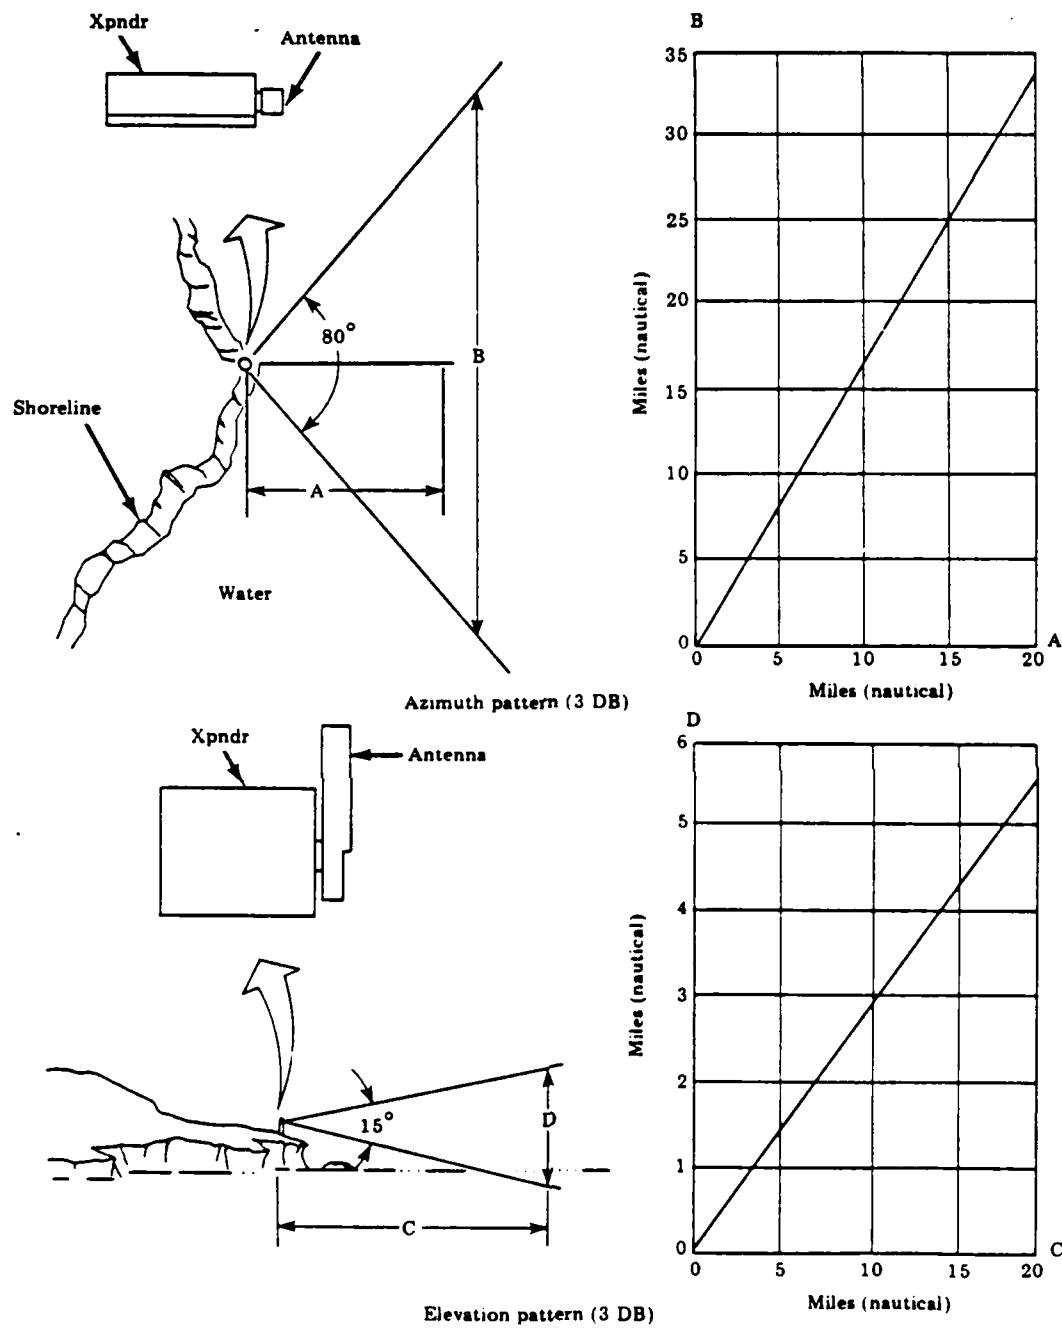 Xpndr
Antenna
80°
B
A
Shoreline
Water
B
35
30
25
20
15
10
5
0
Miles (nautical)
0 5 10 15 20
A
Miles (nautical)
Azimuth pattern (3 DB)
Xpndr
Antenna
15°
D
C
D
6
5
4
3
2
1
0
Miles (nautical)
0 5 10 15 20
C
Miles (nautical)
Elevation pattern (3 DB)